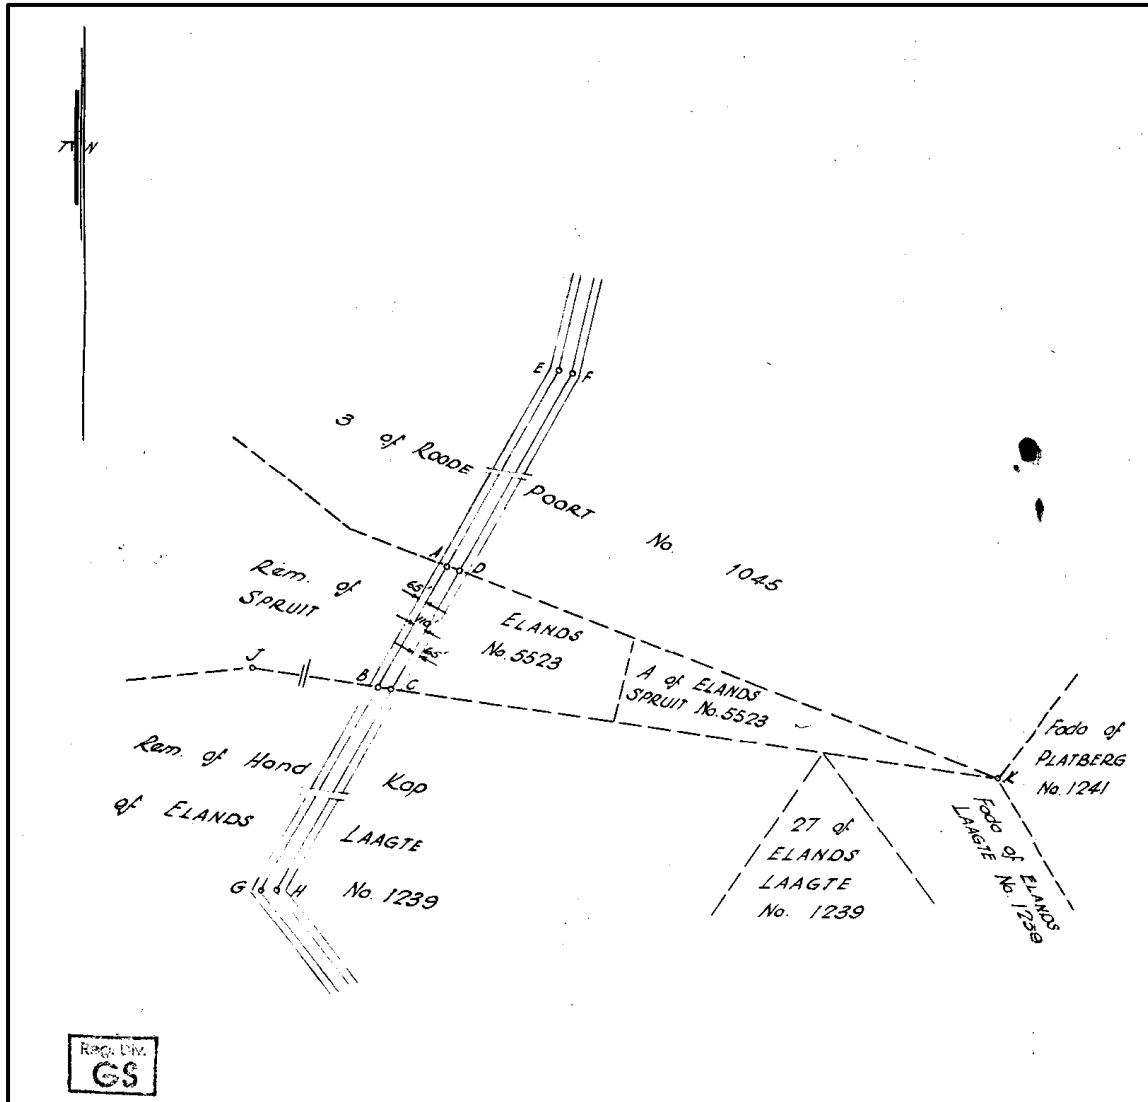 T N
E
F
3 of ROODE
POORT
No.
1045
A
D
65'
110'
65'
Rem. of
SPRUIT
ELANDS
No. 5523
J
B
C
A of ELANDS
SPRUIT No. 5523
K
Fodo of
PLATBERG
No. 1241
Fodo of ELANDS
LAAGTE No. 1239
27 of
ELANDS
LAAGTE
No. 1239
Rem. of Hand
Kop
of ELANDS
LAAGTE
No. 1239
G
H
Reg. Div.
GS